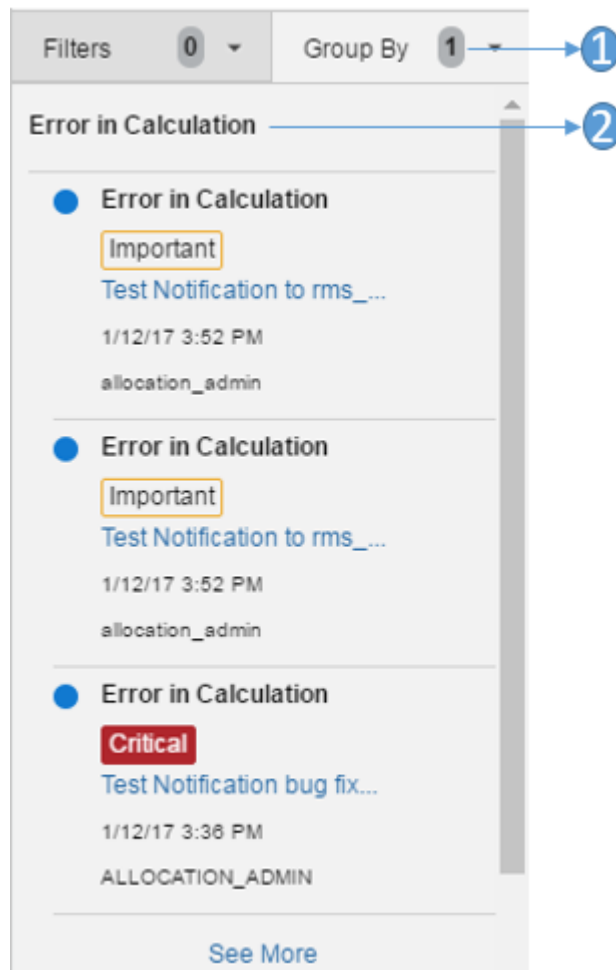 Filters 0 Group By 1 1
Error in Calculation 2
Error in Calculation
Important
Test Notification to rms_...
1/12/17 3:52 PM
allocation_admin
Error in Calculation
Important
Test Notification to rms_...
1/12/17 3:52 PM
allocation_admin
Error in Calculation
Critical
Test Notification bug fix...
1/12/17 3:36 PM
ALLOCATION_ADMIN
See More